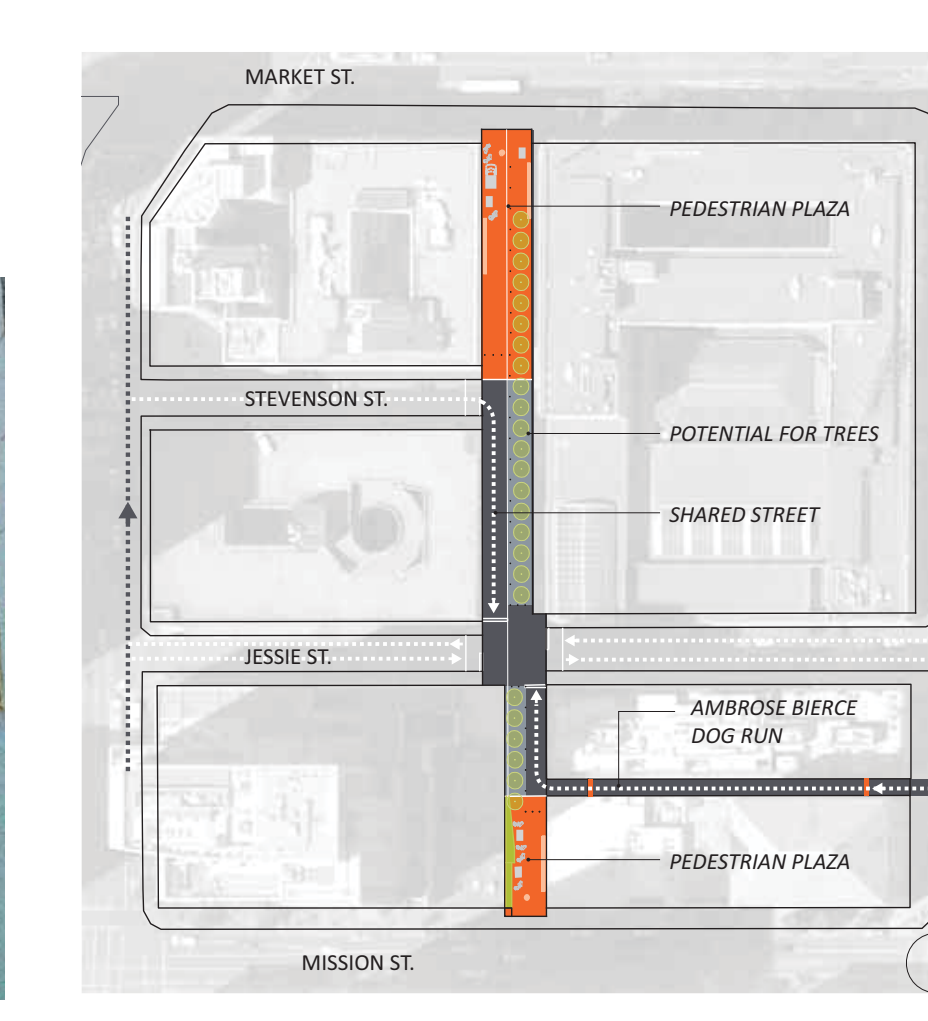 MARKET ST.
PEDESTRIAN PLAZA
STEVENSON ST.
POTENTIAL FOR TREES
SHARED STREET
JESSIE ST.
AMBROSE BIERCE
DOG RUN
PEDESTRIAN PLAZA
MISSION ST.